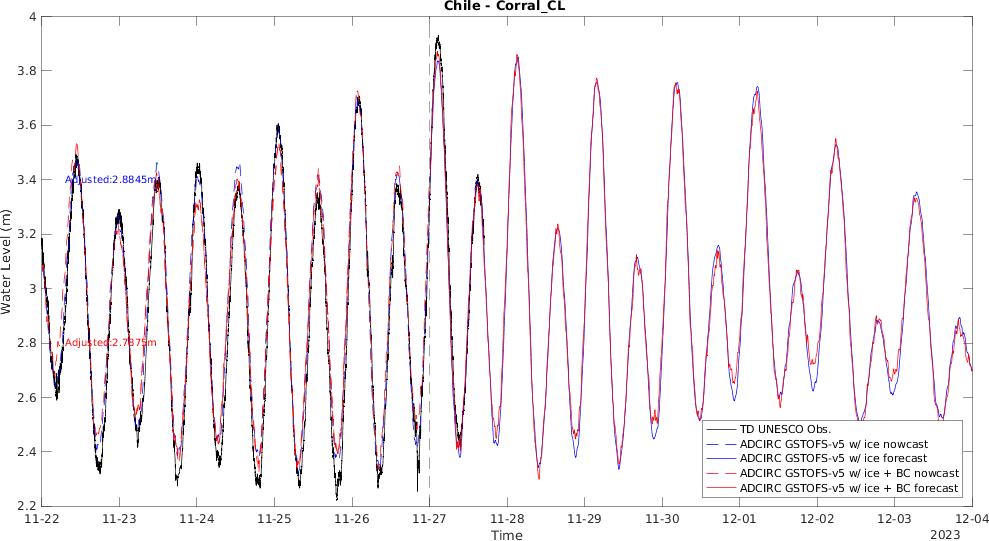 Chile - Corral_CL
4
3.8
3.6
3.4
3.2
3
2.8
2.6
2.4
2.2
Water Level (m)
Adjusted:2.8845m
Adjusted:2.7375m
TD UNESCO Obs.
ADCIRC GSTOFS-v5 w/ ice nowcast
ADCIRC GSTOFS-v5 w/ ice forecast
ADCIRC GSTOFS-v5 w/ ice + BC nowcast
ADCIRC GSTOFS-v5 w/ ice + BC forecast
11-22 11-23 11-24 11-25 11-26 11-27 11-28 11-29 11-30 12-01 12-02 12-03 12-04
Time
2023